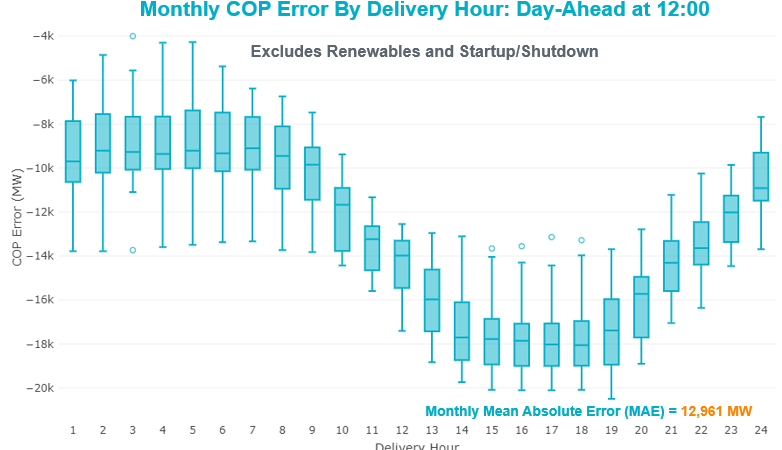 Monthly COP Error By Delivery Hour: Day-Ahead at 12:00
Excludes Renewables and Startup/Shutdown
COP Error (MW)
−4k
−6k
−8k
−10k
−12k
−14k
−16k
−18k
−20k
Monthly Mean Absolute Error (MAE) = 12,961 MW
1 2 3 4 5 6 7 8 9 10 11 12 13 14 15 16 17 18 19 20 21 22 23 24
Delivery Hour